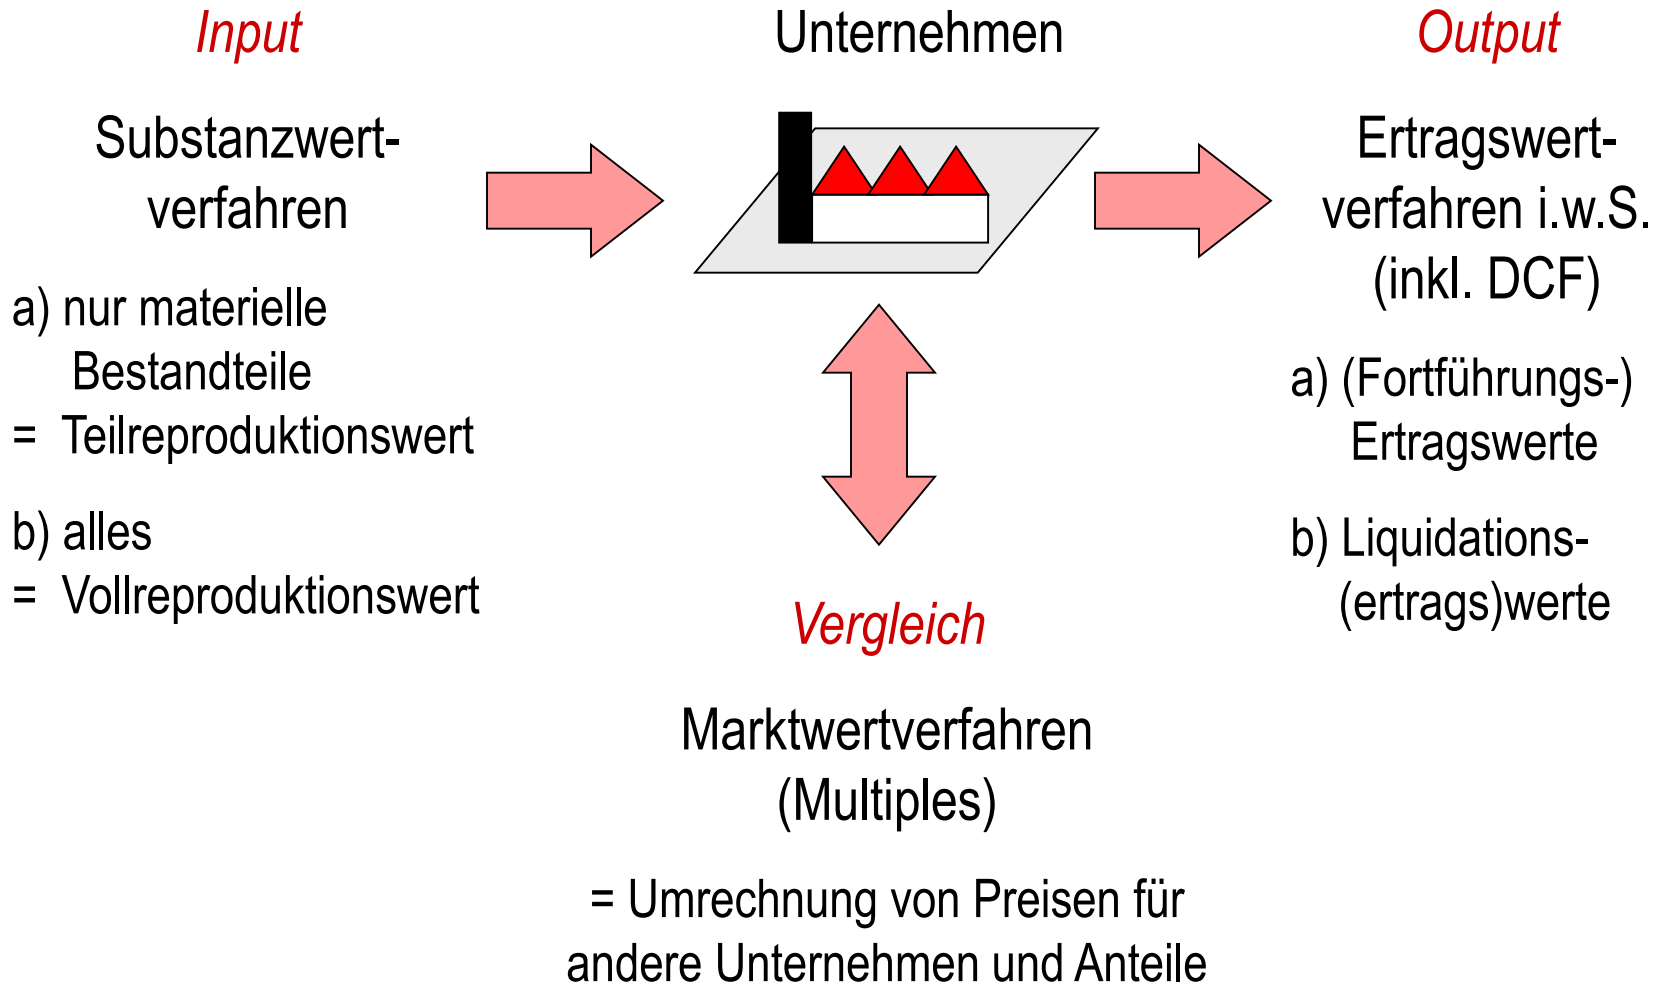 Input
Substanzwert-
verfahren
a) nur materielle
Bestandteile
= Teilreproduktionswert
b) alles
= Vollreproduktionswert
Unternehmen
Vergleich
Marktwertverfahren
(Multiples)
= Umrechnung von Preisen für
andere Unternehmen und Anteile
Output
Ertragswert-
verfahren i.w.S.
(inkl. DCF)
a) (Fortführungs-)
Ertragswerte
b) Liquidations-
(ertrags)werte